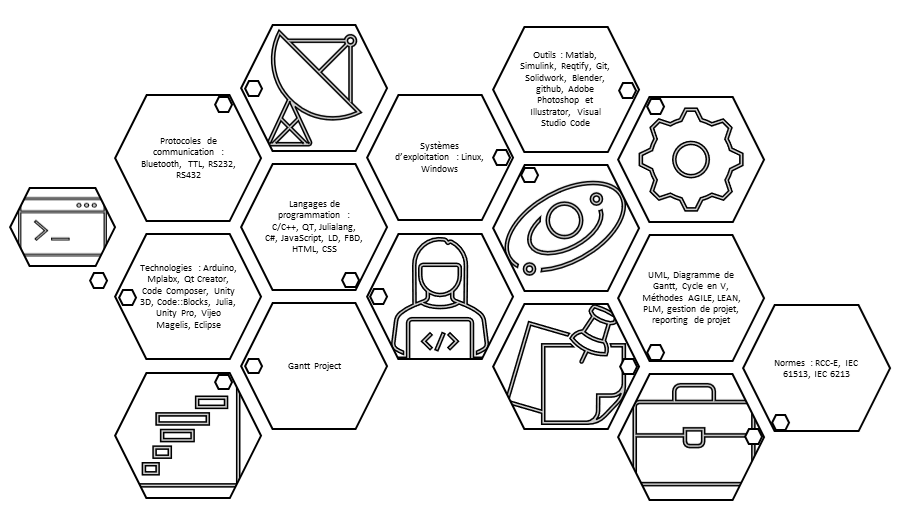 Outils : Matlab,
Simulink, Reqtify, Git,
Solidwork, Blender,
github, Adobe
Photoshop et
Illustrator, Visual
Studio Code
Protocoles de
communication :
Bluetooth, TTL, RS232,
RS432
Systèmes
d'exploitation : Linux,
Windows
Langages de
programmation :
C/C++, QT, Julialang,
C#, JavaScript, LD, FBD,
HTML, CSS
>_
Technologies : Arduino,
Mplabx, Qt Creator,
Code Composer, Unity
3D, Code::Blocks, Julia,
Unity Pro, Vijeo
Magelis, Eclipse
</>
UML, Diagramme de
Gantt, Cycle en V,
Méthodes AGILE, LEAN,
PLM, gestion de projet,
reporting de projet
Gantt Project
Normes : RCC-E, IEC
61513, IEC 6213